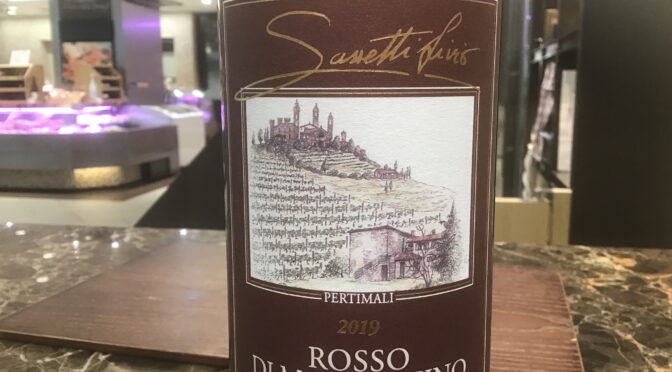 Sassetti Livio
PERTIMALI
2019
ROSSO